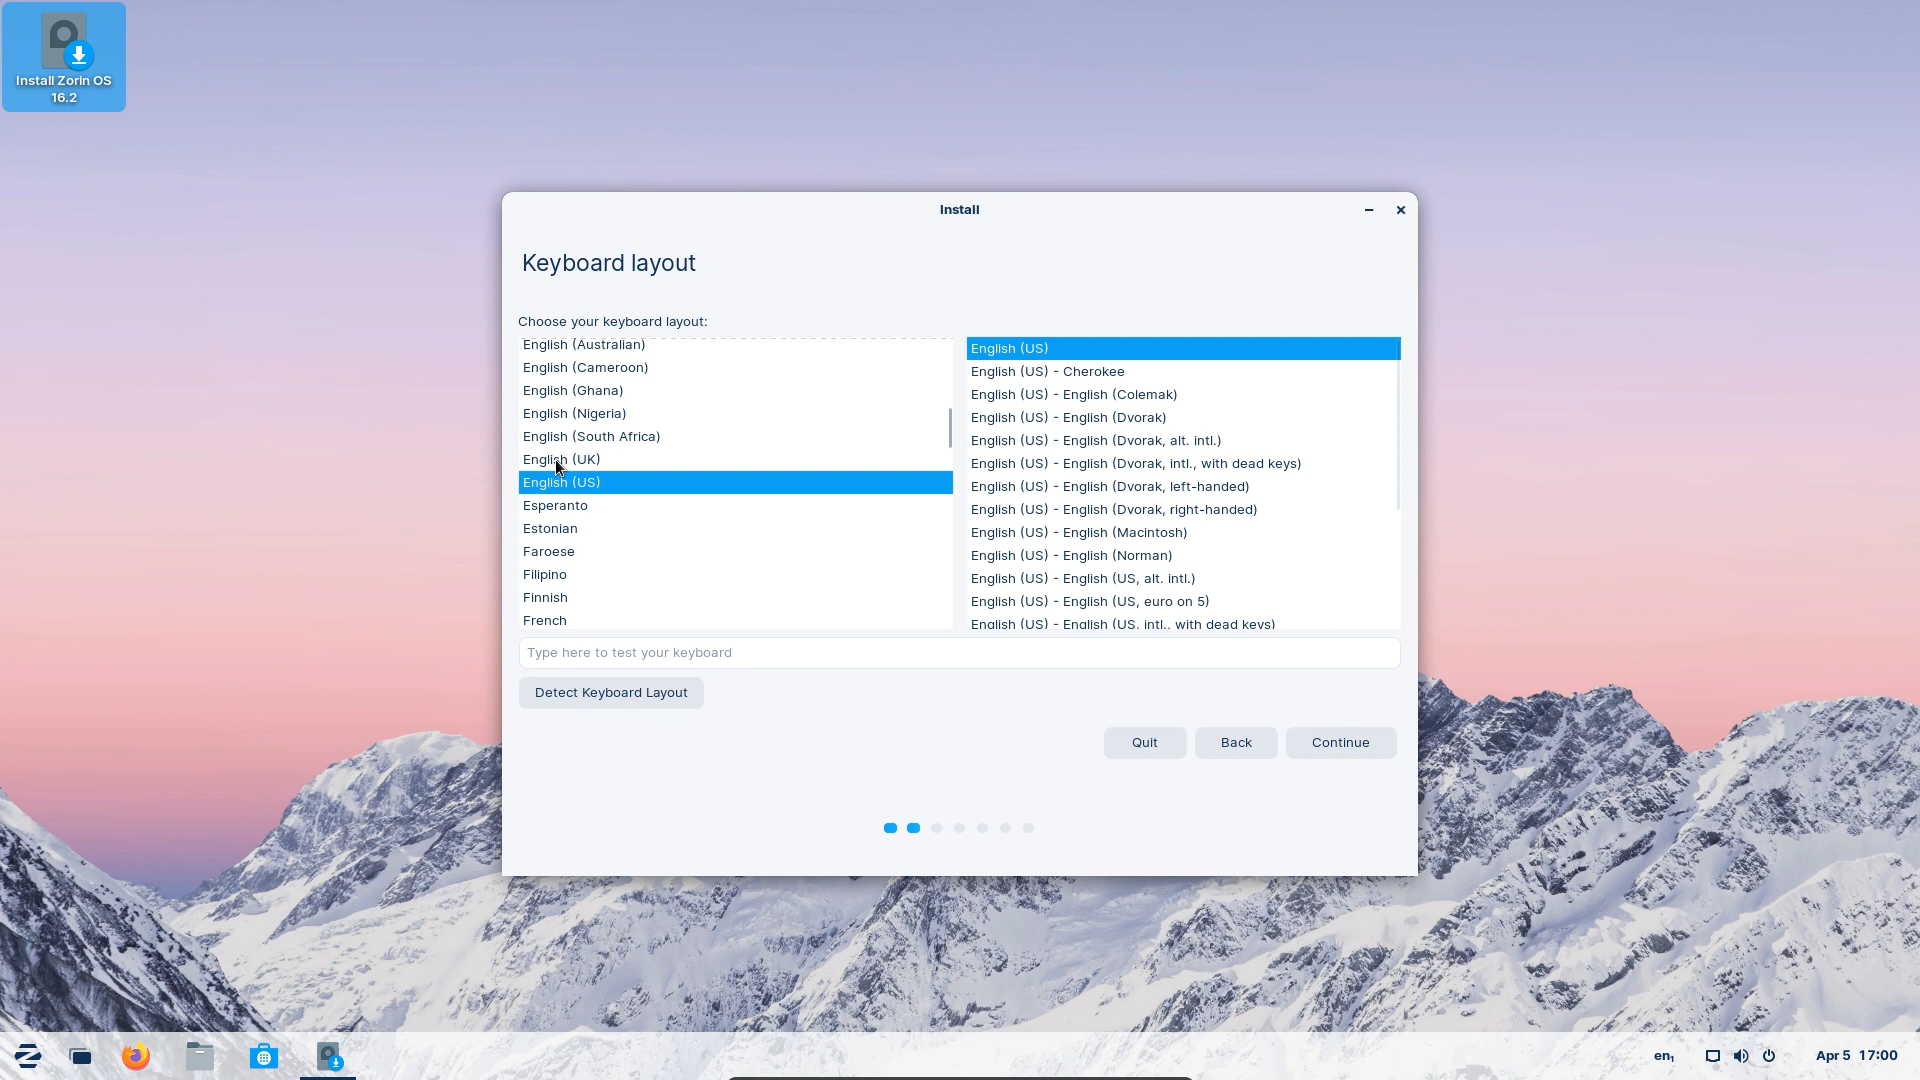 Install Zorin OS
16.2
Install
Keyboard layout
Choose your keyboard layout:
English (Australian)
English (Cameroon)
English (Ghana)
English (Nigeria)
English (South Africa)
English (UK)
English (US)
Esperanto
Estonian
Faroese
Filipino
Finnish
French
English (US)
English (US) - Cherokee
English (US) - English (Colemak)
English (US) - English (Dvorak)
English (US) - English (Dvorak, alt. intl.)
English (US) - English (Dvorak, intl., with dead keys)
English (US) - English (Dvorak, left-handed)
English (US) - English (Dvorak, right-handed)
English (US) - English (Macintosh)
English (US) - English (Norman)
English (US) - English (US, alt. intl.)
English (US) - English (US, euro on 5)
English (US) - English (US, intl., with dead keys)
Type here to test your keyboard
Detect Keyboard Layout
Quit
Back
Continue
en₁
Apr 5 17:00